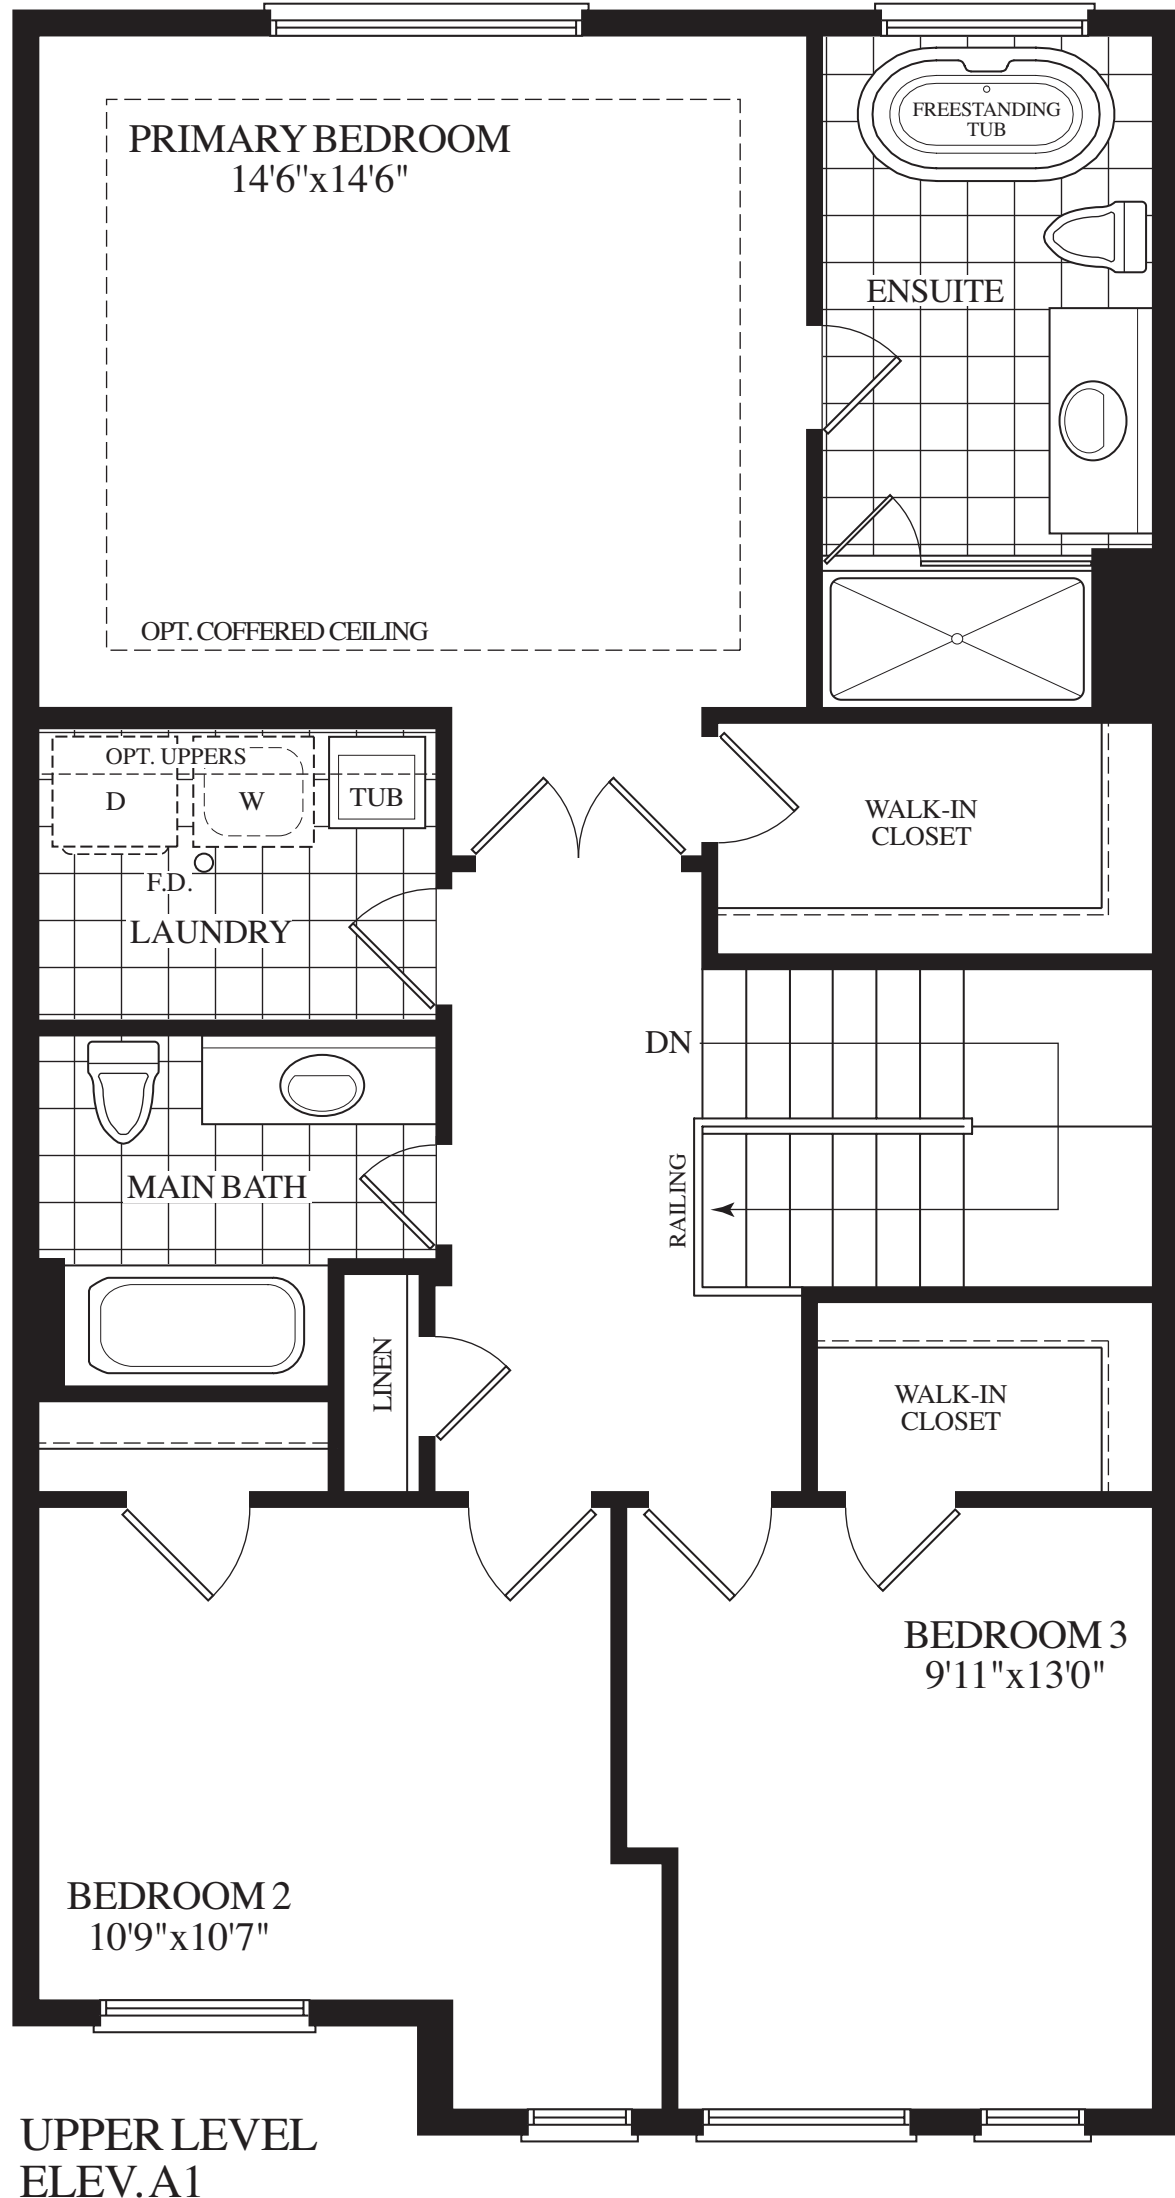 FREESTANDING
TUB
PRIMARY BEDROOM
14'6"x14'6"
ENSUITE
OPT. COFFERED CEILING
OPT. UPPERS
D
W
TUB
F.D.
LAUNDRY
WALK-IN
CLOSET
DN
RAILING
MAIN BATH
LINEN
WALK-IN
CLOSET
BEDROOM 3
9'11"x13'0"
BEDROOM 2
10'9"x10'7"
UPPER LEVEL
ELEV. A1